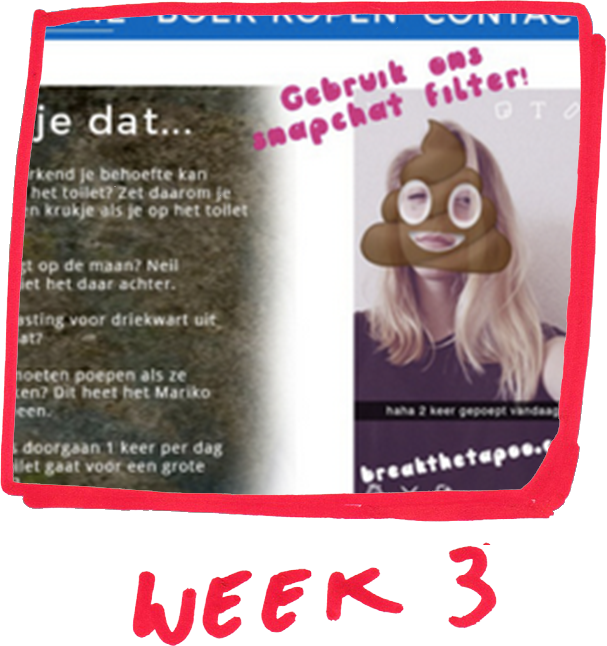 BOEK KOPEN CONTAC
Gebruik ons
snapchat filter!
je dat...
rkend je behoefte kan
het toilet? Zet daarom je
n krukje als je op het toilet
gt op de maan? Neil
iet het daar achter.
asting voor driekwart uit
at?
moeten poepen als ze
ken? Dit heet het Mariko
een.
s doorgaan 1 keer per dag
ilet gaat voor een grote
T
haha 2 keer gepoept vandaag
breakthetapoo.
WEEK 3